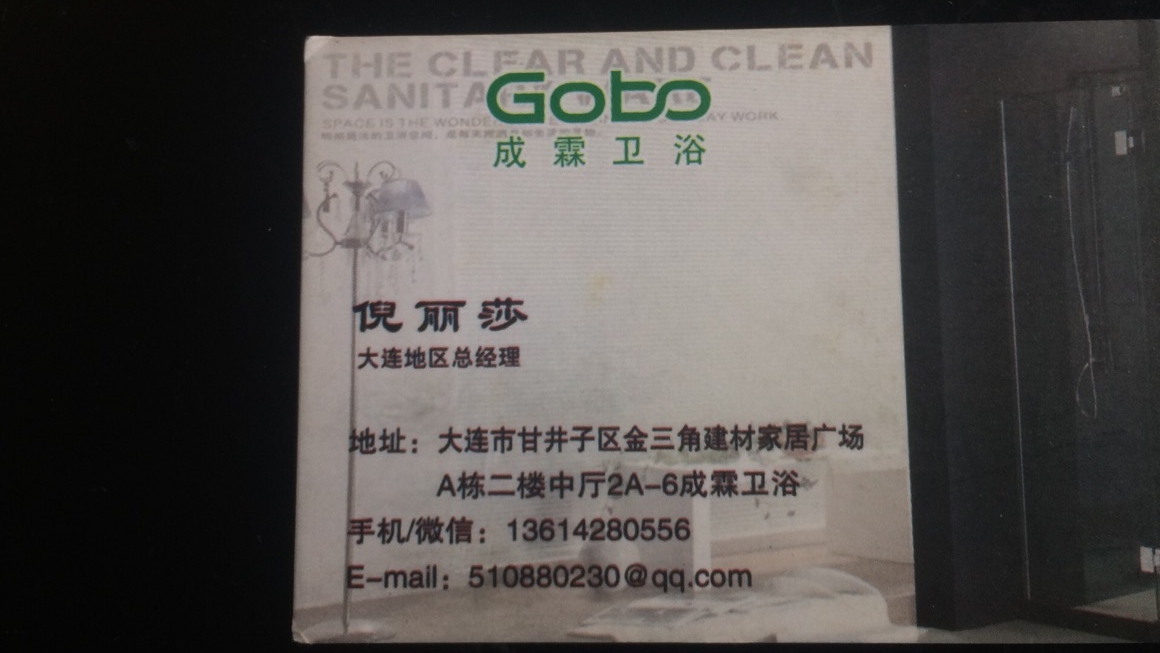 THE CLEAR AND CLEAN
Gobo
成霖卫浴
倪丽莎
大连地区总经理
地址：大连市甘井子区金三角建材家居广场
A栋二楼中厅2A-6成霖卫浴
手机/微信：13614280556
E-mail：510880230@qq.com